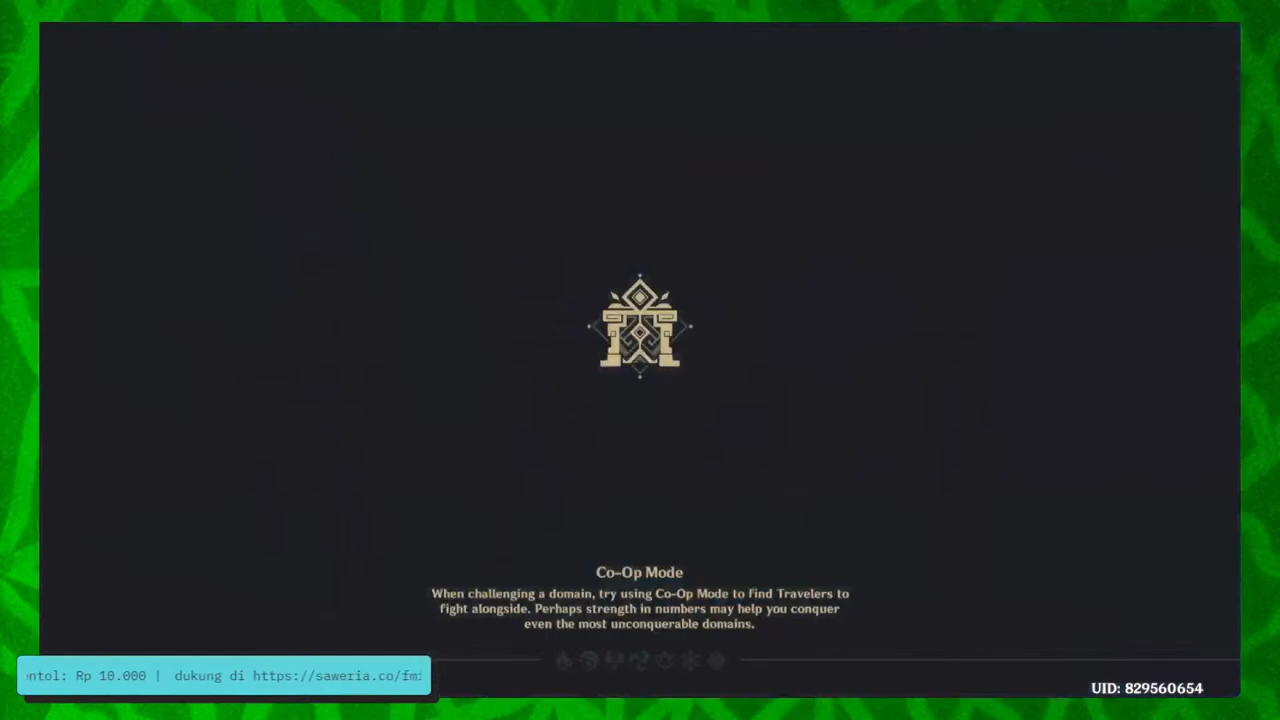 Co-Op Mode
When challenging a domain, try using Co-Op Mode to find Travelers to
fight alongside. Perhaps strength in numbers may help you conquer
even the most unconquerable domains.
: Rp 10.000 | dukung di https://saweria.co/
UID: 829560654